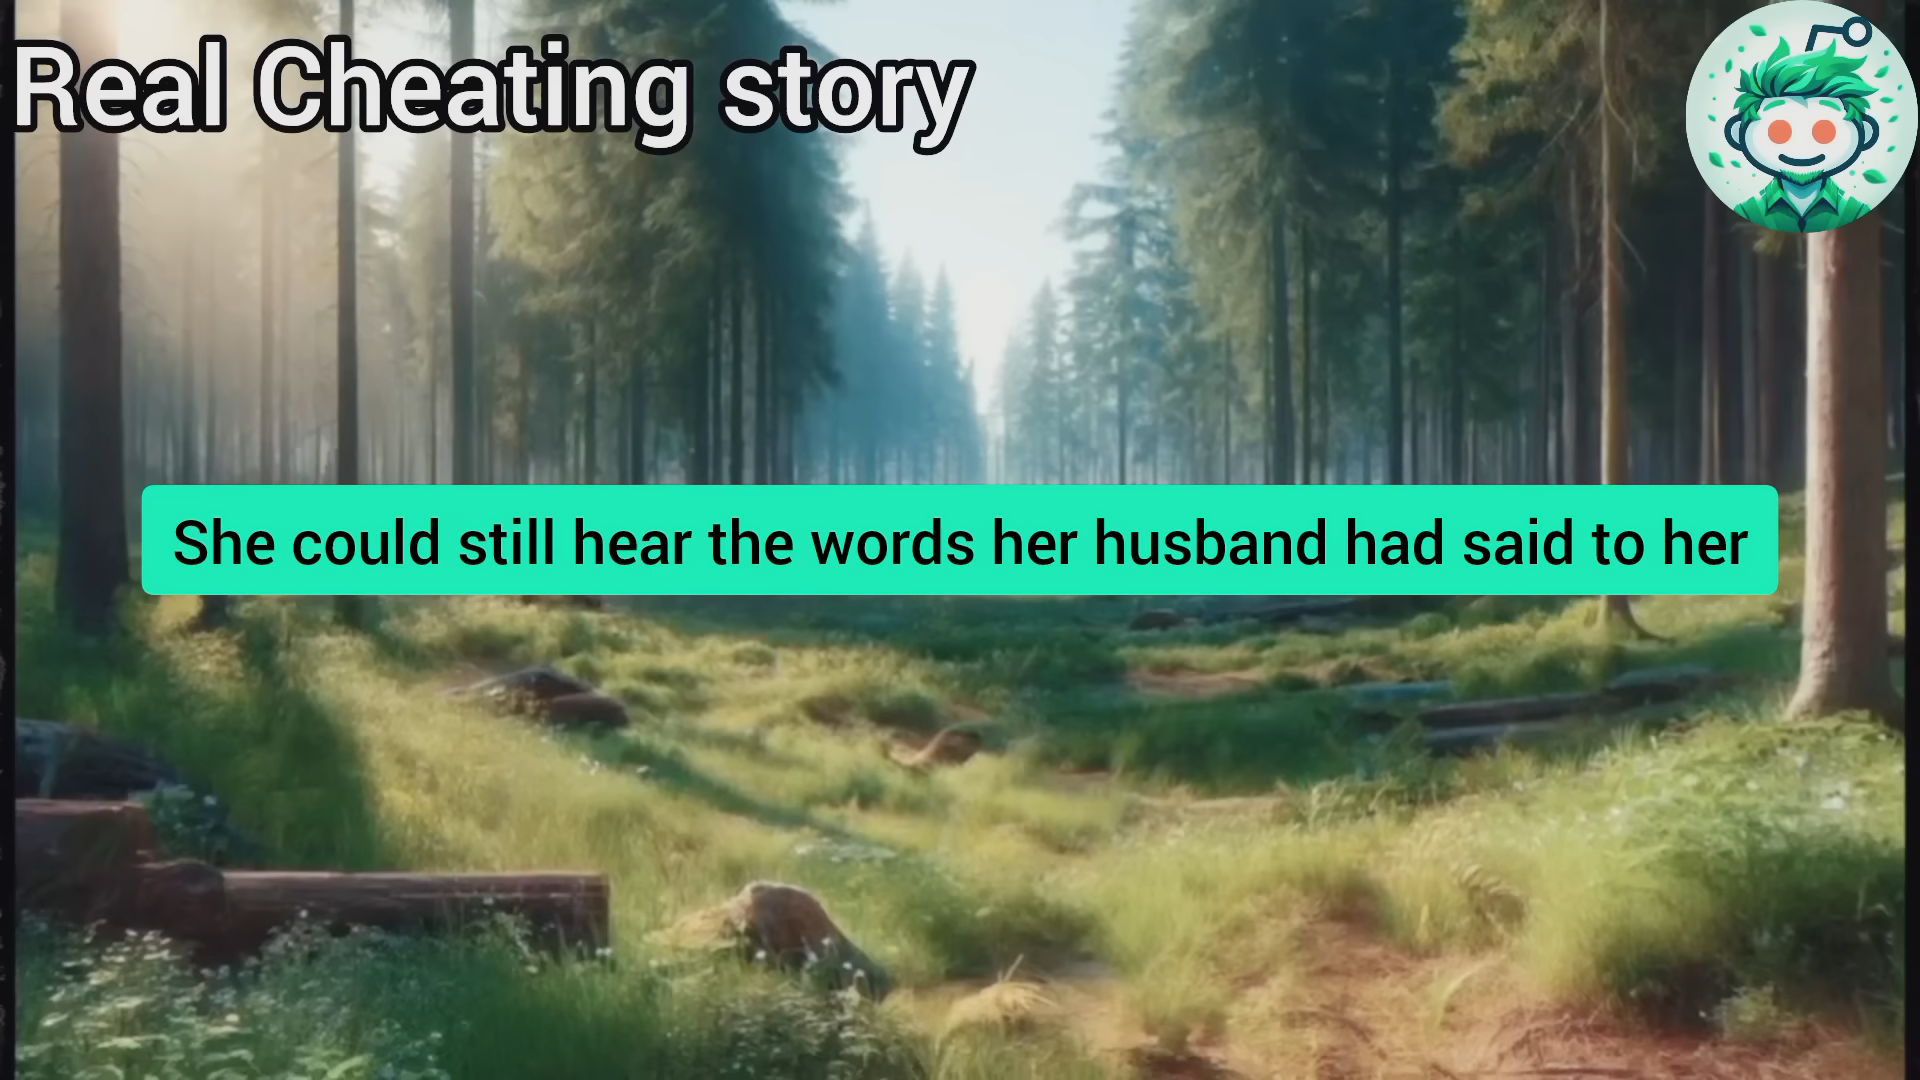 Real Cheating story
She could still hear the words her husband had said to her